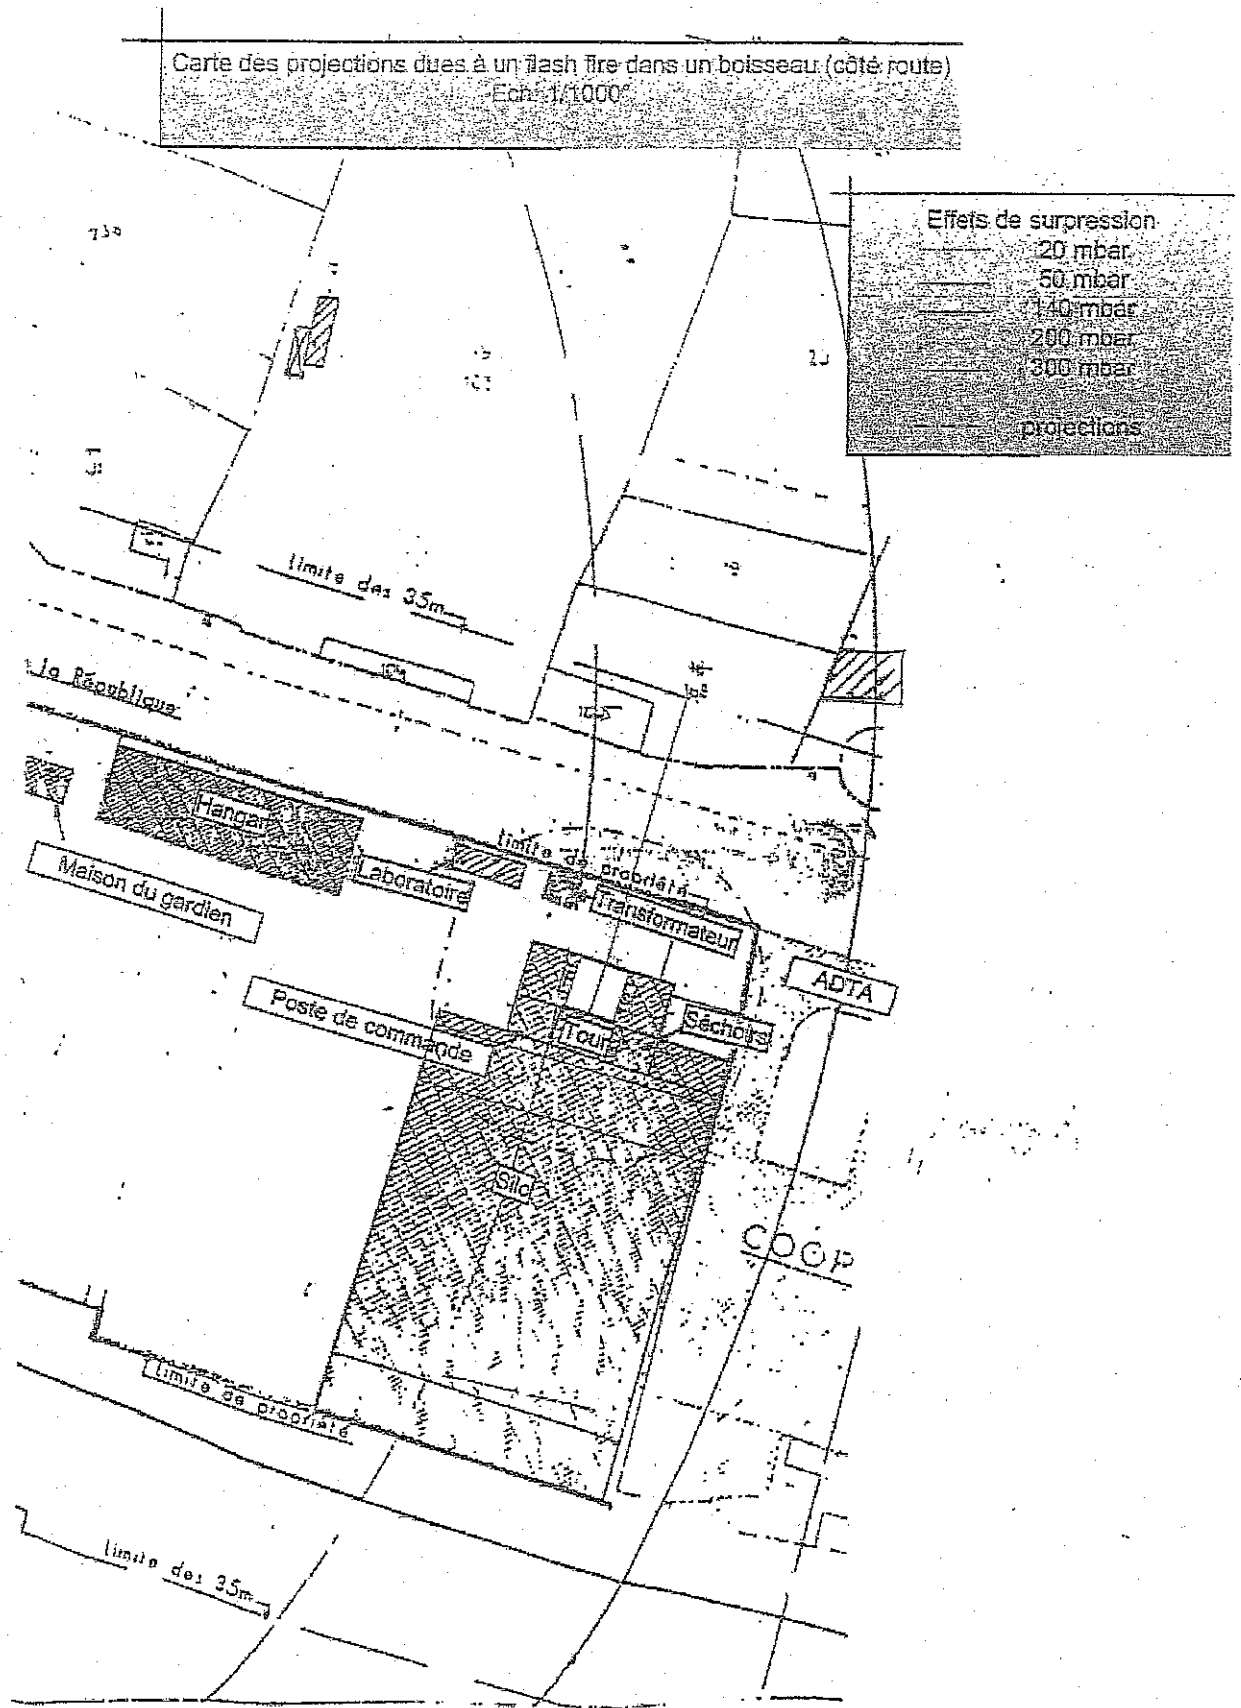 Carte des projections dues à un flash fire dans un boisseau (côté route)
Ech. 1/1000°
Effets de surpression
20 mbar
50 mbar
140 mbar
200 mbar
300 mbar
projections
730
limite des 35m
la République
Hangar
limite de propriété
Laboratoire
Maison du gardien
Transformateur
ADTA
Poste de commande
Tour
Séchoirs
Silo
COOP
limite de propriété
limite des 35m